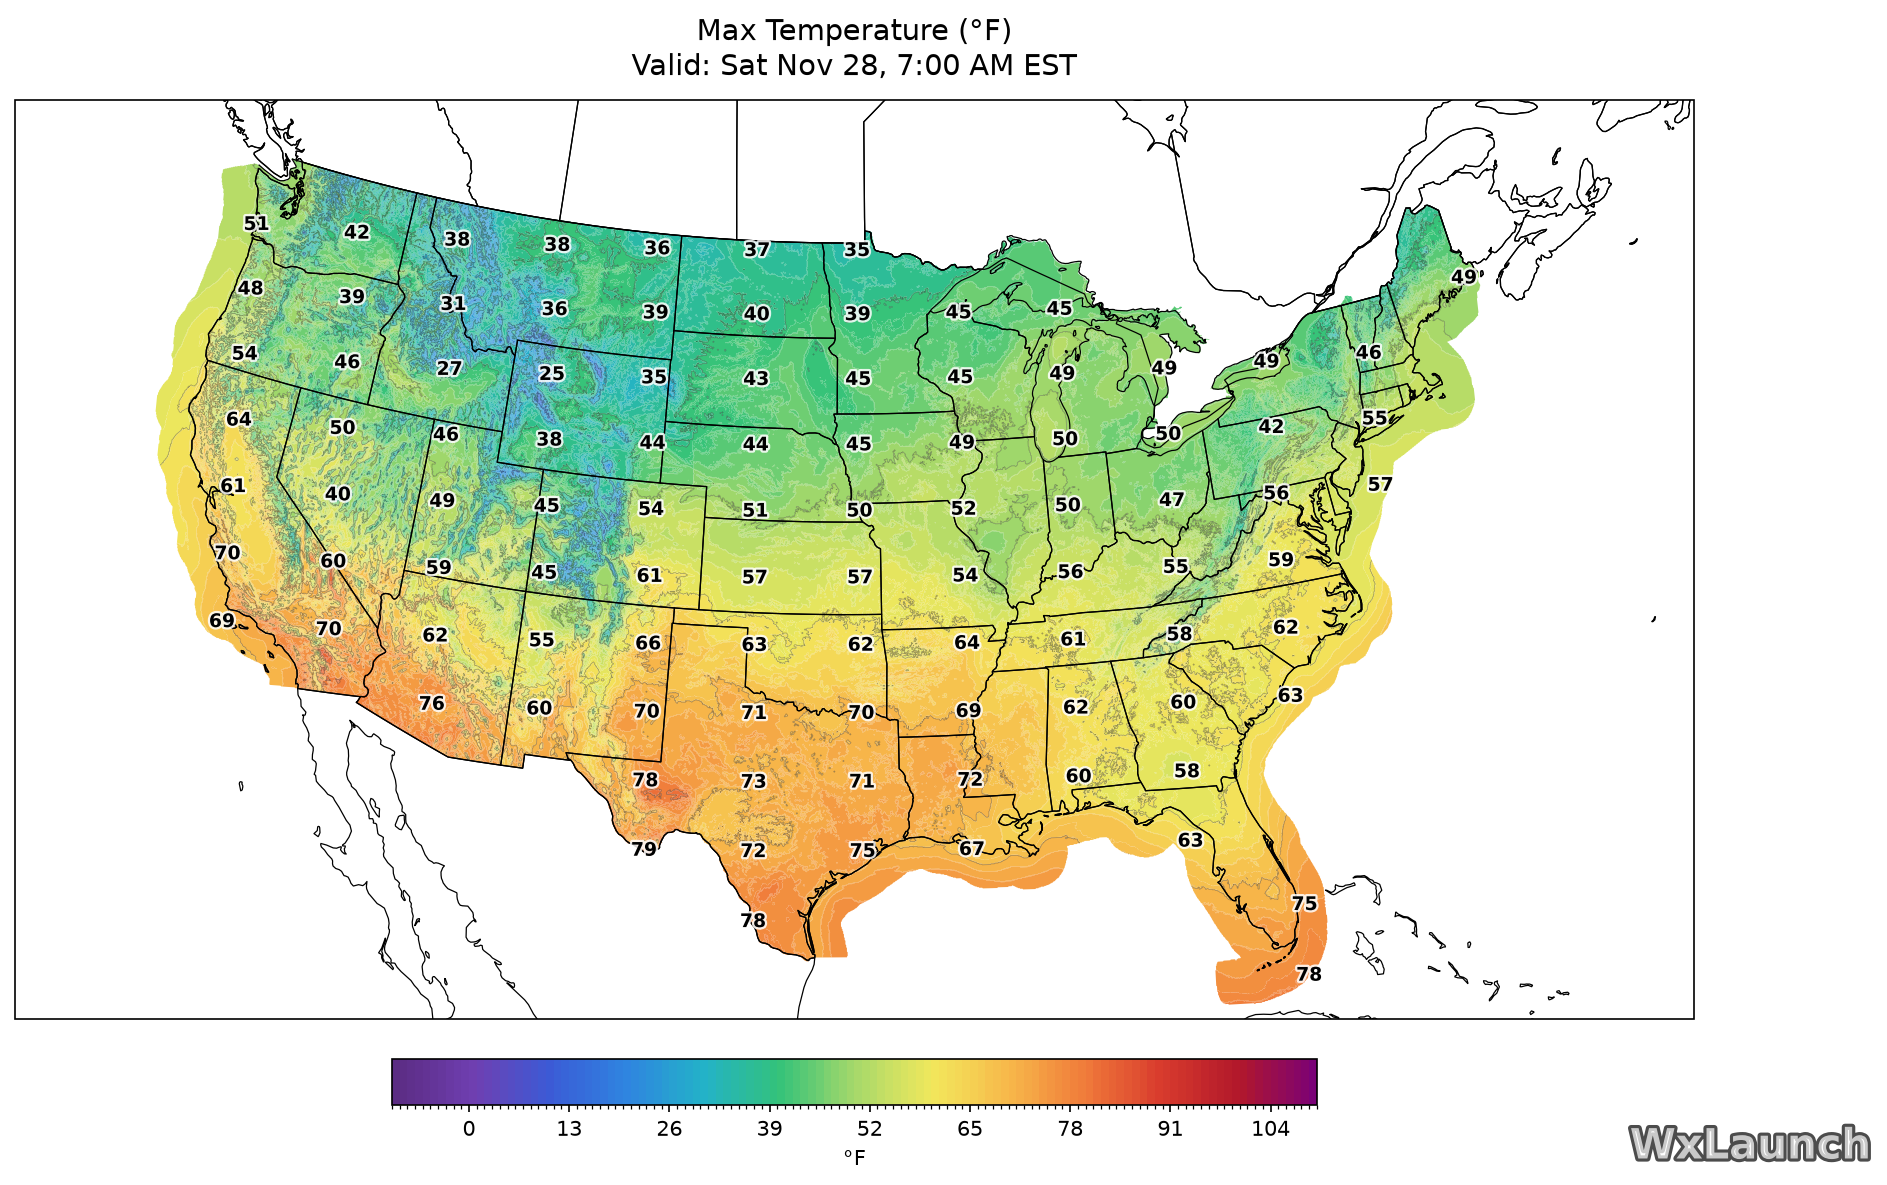 Max Temperature (°F)
Valid: Sat Nov 28, 7:00 AM EST
51 42 38 38 36 37 35 49
48 39 31 36 39 40 39 45 45
54 46 27 25 35 43 45 45 49 49 49 46
64 50 46 38 44 44 45 49 50 50 42 55
61 40 49 45 54 51 50 52 50 47 56 57
70 60 59 45 61 57 57 54 56 55 59
69 70 62 55 66 63 62 64 61 58 62
76 60 70 71 70 69 62 60 63
78 73 71 72 60 58
79 72 75 67 63
78 75
78
0 13 26 39 52 65 78 91 104
°F
WxLaunch